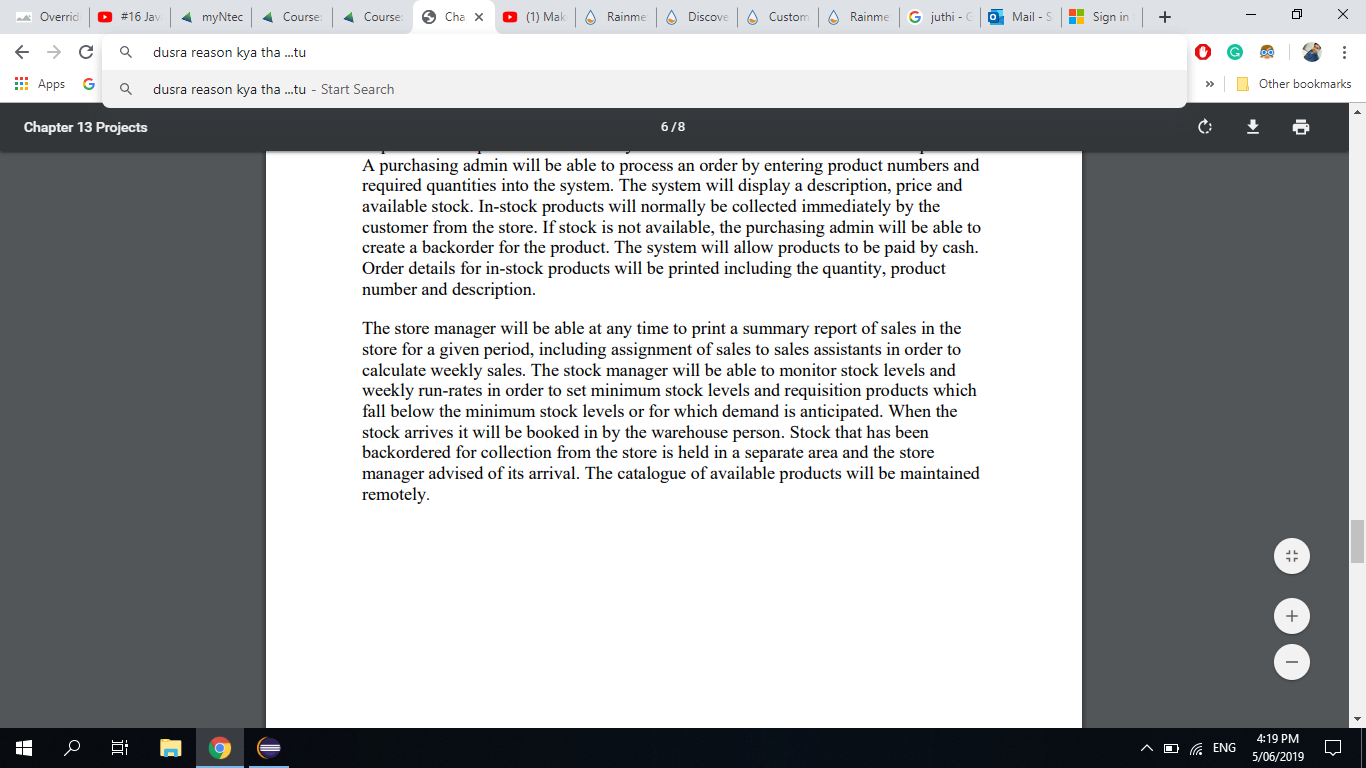 Overrid
#16 Jav
myNtec
Course:
Course:
Cha
(1) Mak
Rainme
Discove
Custom
Rainme
juthi - G
Mail - S
Sign in
dusra reason kya tha ...tu
Apps
dusra reason kya tha ...tu - Start Search
Other bookmarks
Chapter 13 Projects
6 / 8
A purchasing admin will be able to process an order by entering product numbers and
required quantities into the system. The system will display a description, price and
available stock. In-stock products will normally be collected immediately by the
customer from the store. If stock is not available, the purchasing admin will be able to
create a backorder for the product. The system will allow products to be paid by cash.
Order details for in-stock products will be printed including the quantity, product
number and description.
The store manager will be able at any time to print a summary report of sales in the
store for a given period, including assignment of sales to sales assistants in order to
calculate weekly sales. The stock manager will be able to monitor stock levels and
weekly run-rates in order to set minimum stock levels and requisition products which
fall below the minimum stock levels or for which demand is anticipated. When the
stock arrives it will be booked in by the warehouse person. Stock that has been
backordered for collection from the store is held in a separate area and the store
manager advised of its arrival. The catalogue of available products will be maintained
remotely.
ENG
4:19 PM
5/06/2019